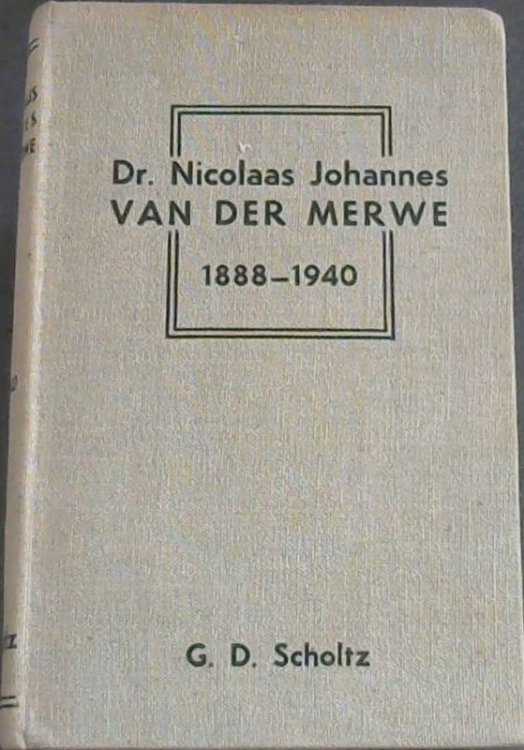 Dr. Nicolaas Johannes
VAN DER MERWE
1888–1940
G. D. Scholtz